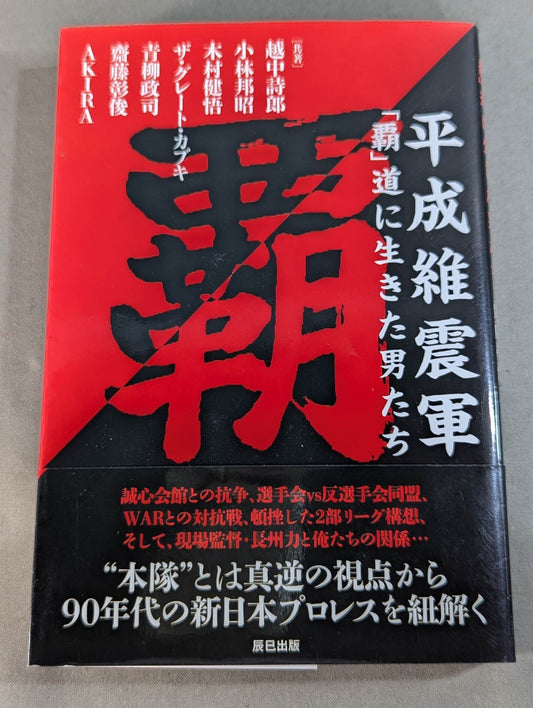 平成維震軍
「覇」道に生きた男たち
覇
[共著]
越中詩郎
小林邦昭
木村健悟
ザ・グレート・カブキ
青柳政司
齋藤彰俊
AKIRA
誠心会館との抗争、選手会vs反選手会同盟、
WARとの対抗戦、頓挫した2部リーグ構想、
そして、現場監督・長州力と俺たちの関係…
“本隊”とは真逆の視点から
90年代の新日本プロレスを紐解く
辰巳出版